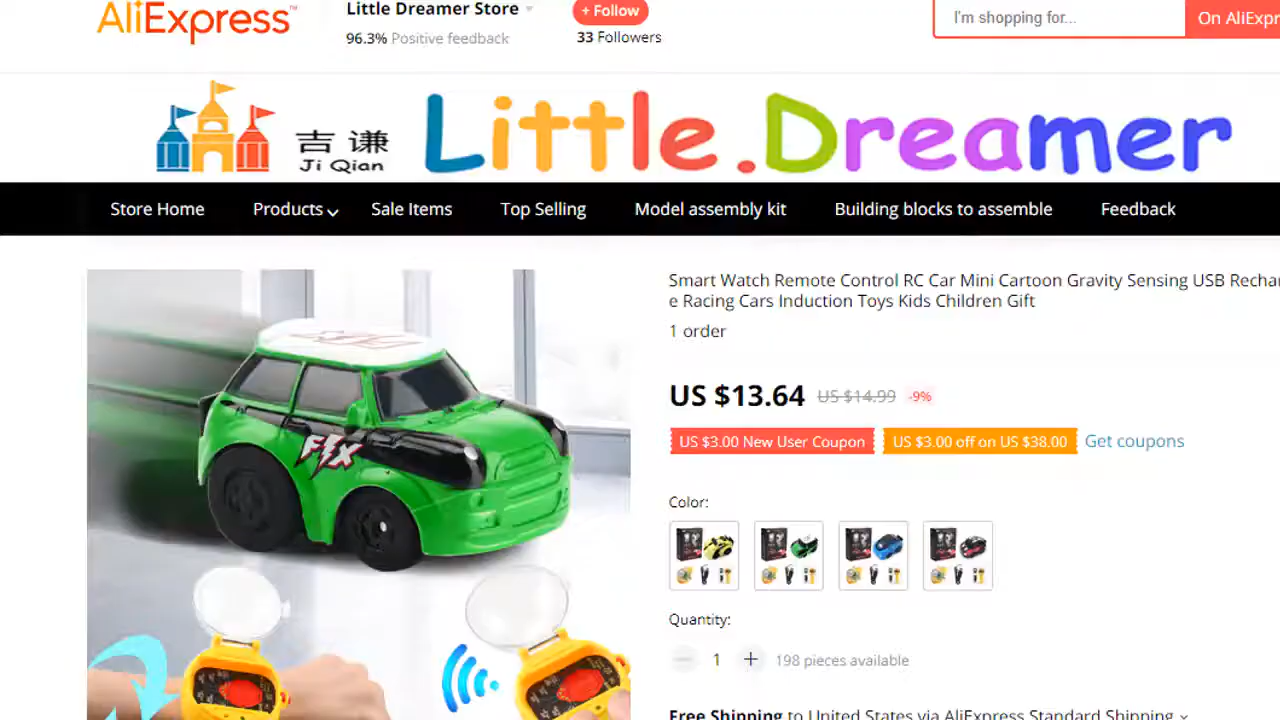 AliExpress™
Little Dreamer Store
96.3% Positive feedback
+ Follow
33 Followers
I'm shopping for...
On AliExpr
吉谦
Ji Qian
Little.Dreamer
Store Home
Products
Sale Items
Top Selling
Model assembly kit
Building blocks to assemble
Feedback
Smart Watch Remote Control RC Car Mini Cartoon Gravity Sensing USB Recha
e Racing Cars Induction Toys Kids Children Gift
1 order
US $13.64 US $14.99 -9%
US $3.00 New User Coupon US $3.00 off on US $38.00 Get coupons
FIX
Color:
Quantity:
1
198 pieces available
Free Shipping to United States via AliExpress Standard Shipping